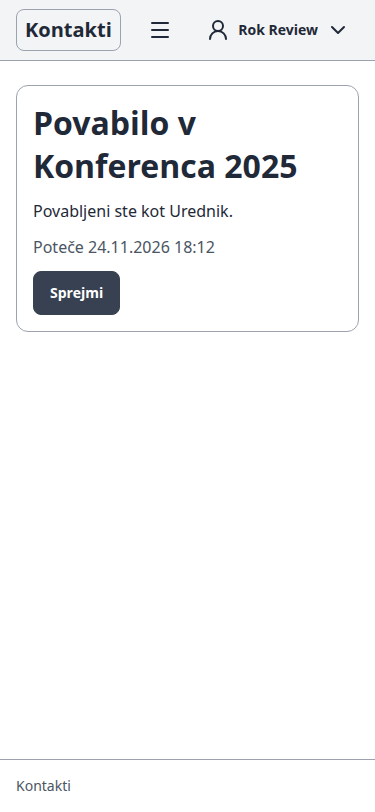 Kontakti
Rok Review
Povabilo v
Konferenca 2025
Povabljeni ste kot Urednik.
Poteče 24.11.2026 18:12
Sprejmi
Kontakti